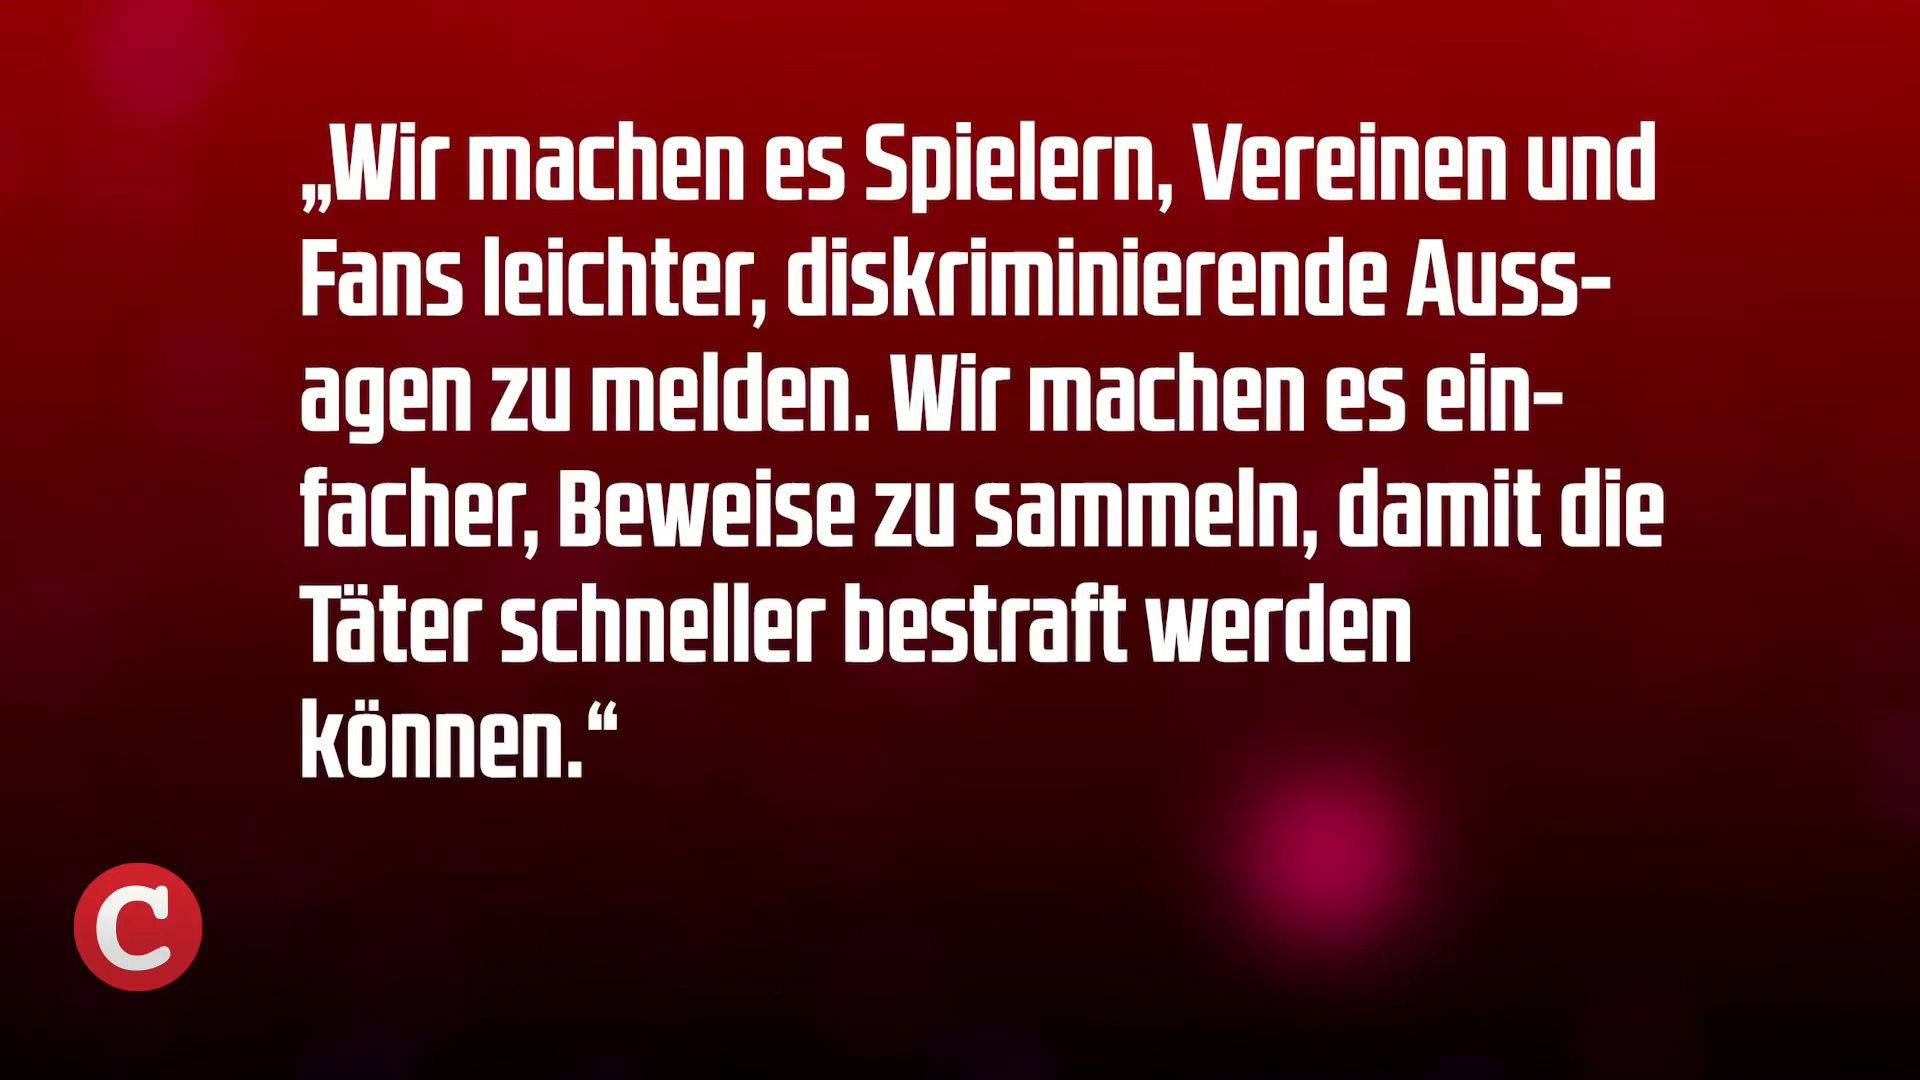 „Wir machen es Spielern, Vereinen und
Fans leichter, diskriminierende Auss-
agen zu melden. Wir machen es ein-
facher, Beweise zu sammeln, damit die
Täter schneller bestraft werden
können.“
C